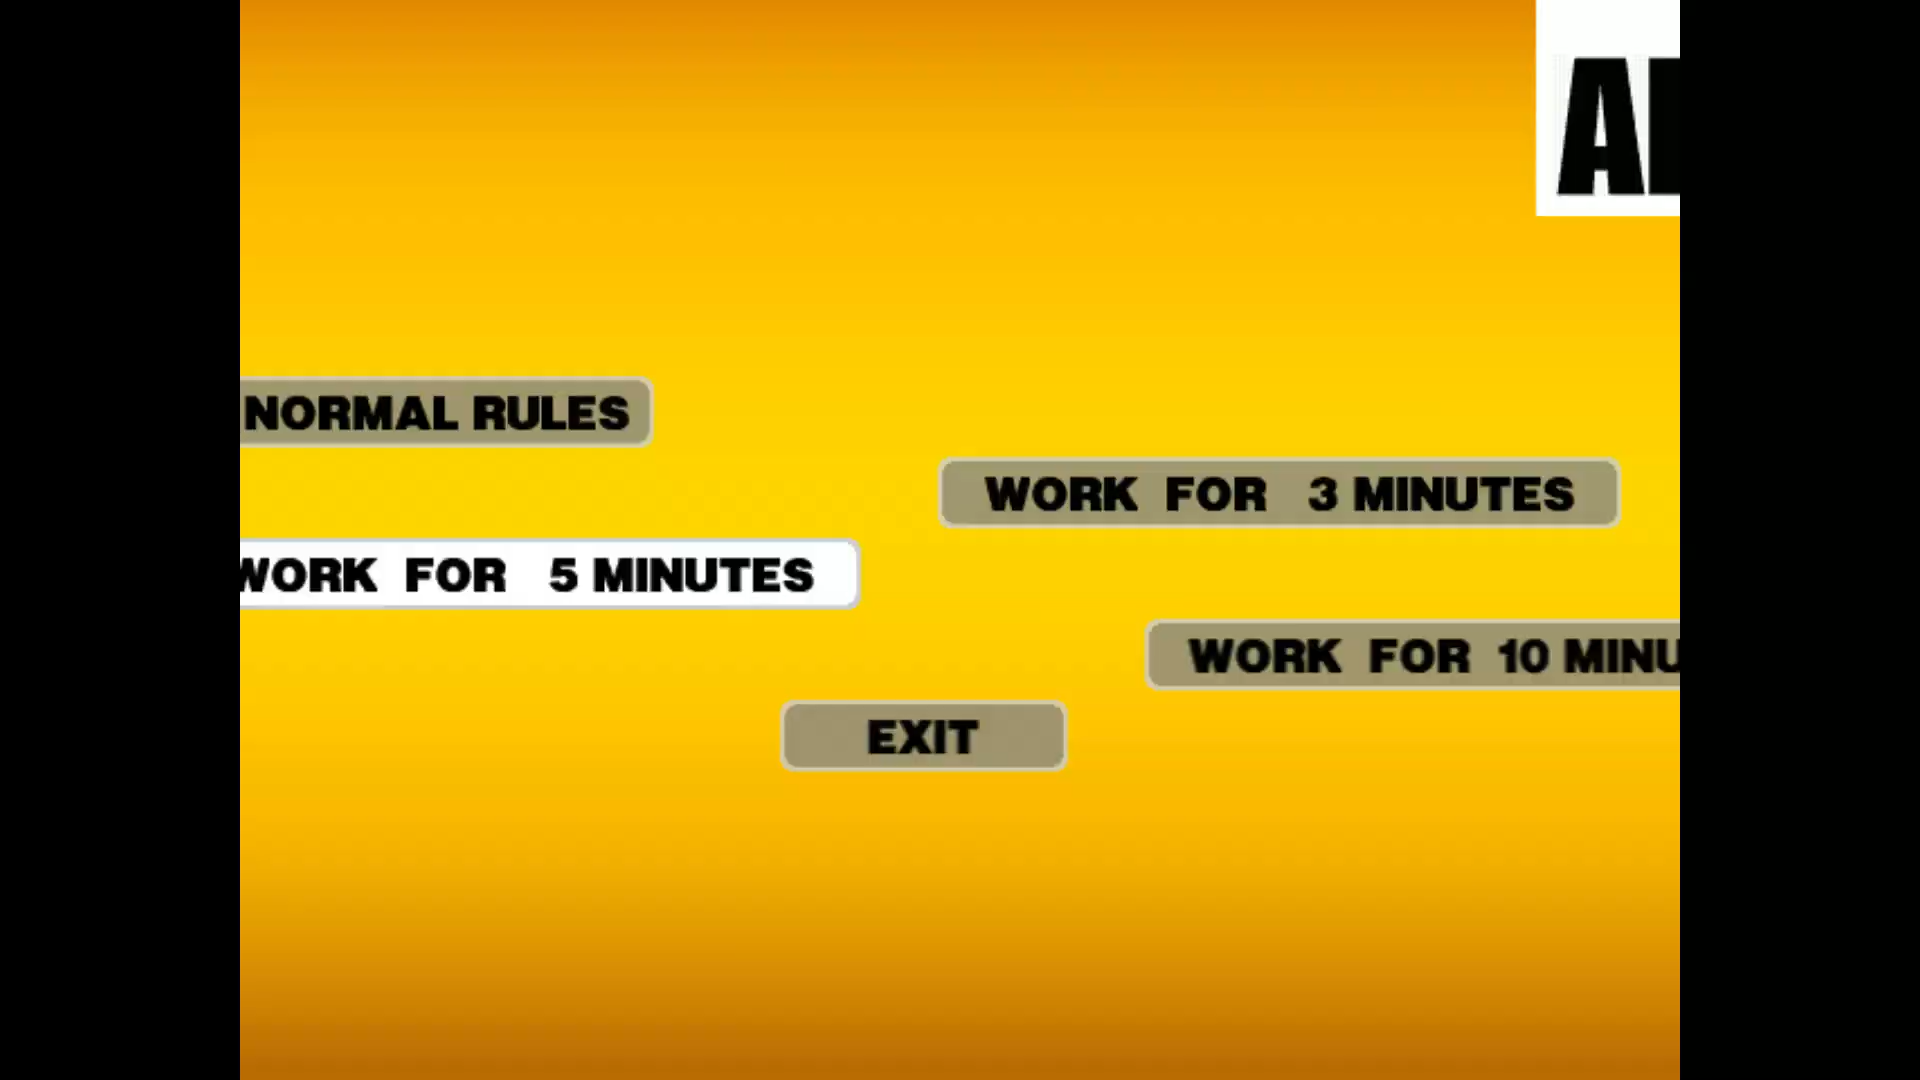 NORMAL RULES
WORK FOR 3 MINUTES
WORK FOR 5 MINUTES
WORK FOR 10
EXIT